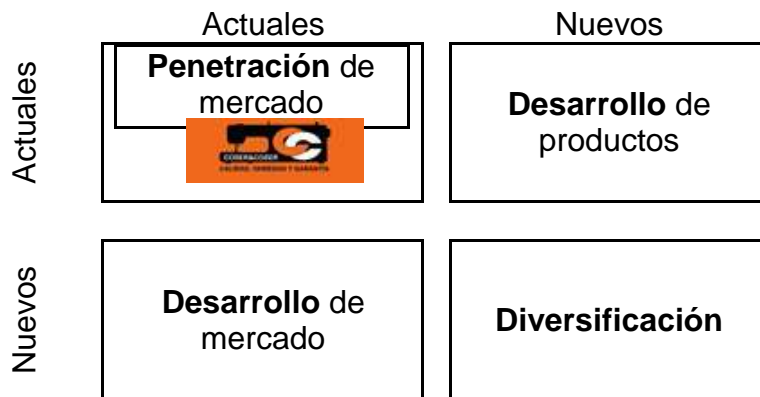 Actuales
Nuevos
Actuales
Penetración de
mercado
Desarrollo de
productos
Nuevos
Desarrollo de
mercado
Diversificación